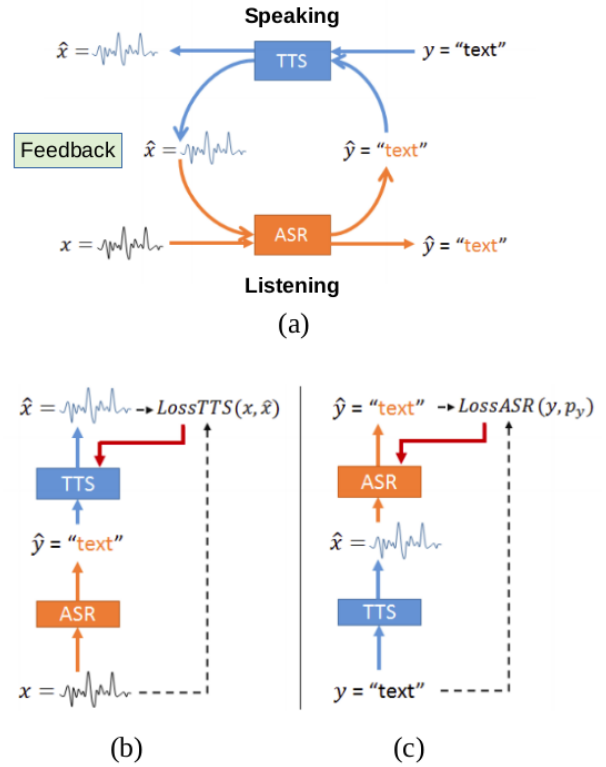 Speaking
x̂ =
TTS
y = "text"
Feedback
x̂ =
ŷ = "text"
x =
ASR
ŷ = "text"
Listening
(a)
x̂ =
LossTTS(x, x̂)
TTS
ŷ = "text"
ASR
x =
(b)
ŷ = "text"
LossASR(y, p_y)
ASR
x̂ =
TTS
y = "text"
(c)